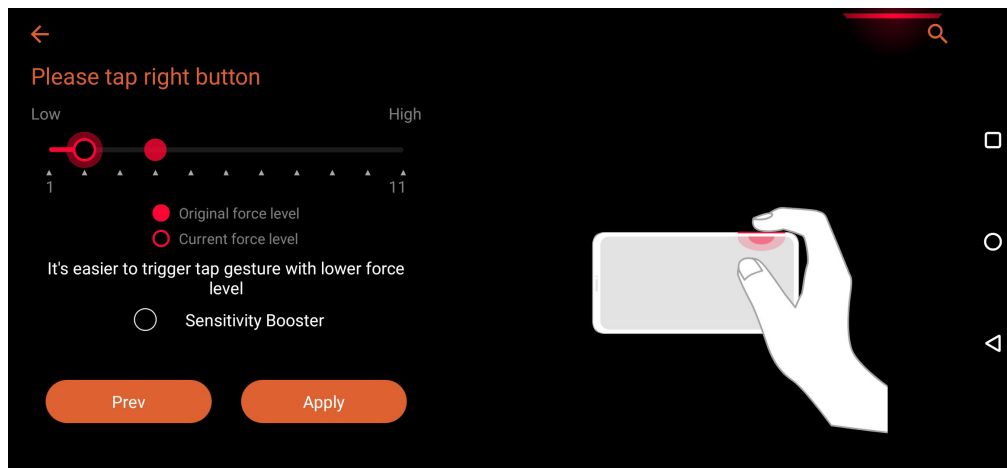 Please tap right button
Low High
1 11
Original force level
Current force level
It's easier to trigger tap gesture with lower force
level
Sensitivity Booster
Prev Apply